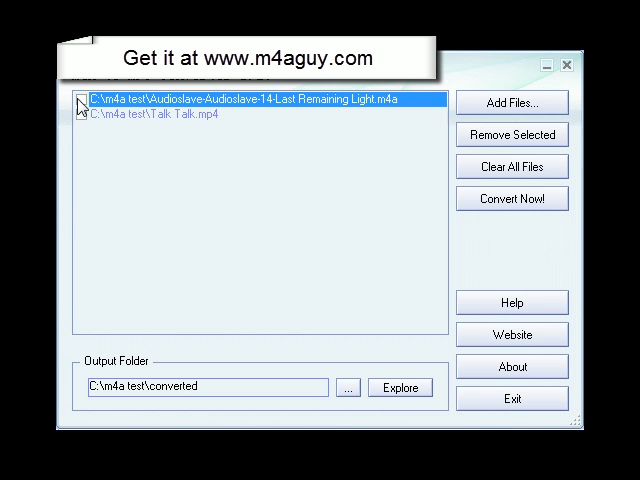 Get it at www.m4aguy.com
C:\m4a test\Audioslave-Audioslave-14-Last Remaining Light.m4a
C:\m4a test\Talk Talk.mp4
Add Files...
Remove Selected
Clear All Files
Convert Now!
Help
Website
About
Exit
Output Folder
C:\m4a test\converted
...
Explore